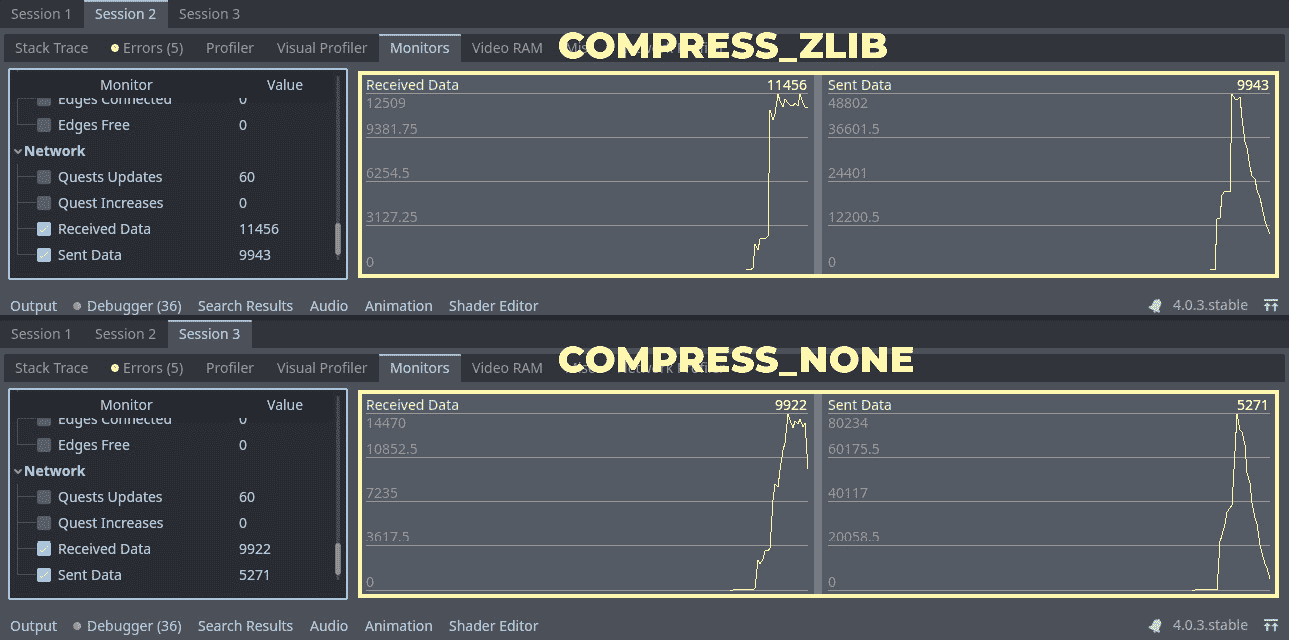 Session 1 Session 2 Session 3
Stack Trace Errors (5) Profiler Visual Profiler Monitors Video RAM COMPRESS_ZLIB
Monitor Value
Edges Connected 0
Edges Free 0
Network
Quests Updates 60
Quest Increases 0
Received Data 11456
Sent Data 9943
Received Data 11456
12509
9381.75
6254.5
3127.25
0
Sent Data 9943
48802
36601.5
24401
12200.5
0
Output Debugger (36) Search Results Audio Animation Shader Editor 4.0.3.stable
Session 1 Session 2 Session 3
Stack Trace Errors (5) Profiler Visual Profiler Monitors Video RAM COMPRESS_NONE
Monitor Value
Edges Connected 0
Edges Free 0
Network
Quests Updates 60
Quest Increases 0
Received Data 9922
Sent Data 5271
Received Data 9922
14470
10852.5
7235
3617.5
0
Sent Data 5271
80234
60175.5
40117
20058.5
0
Output Debugger (36) Search Results Audio Animation Shader Editor 4.0.3.stable